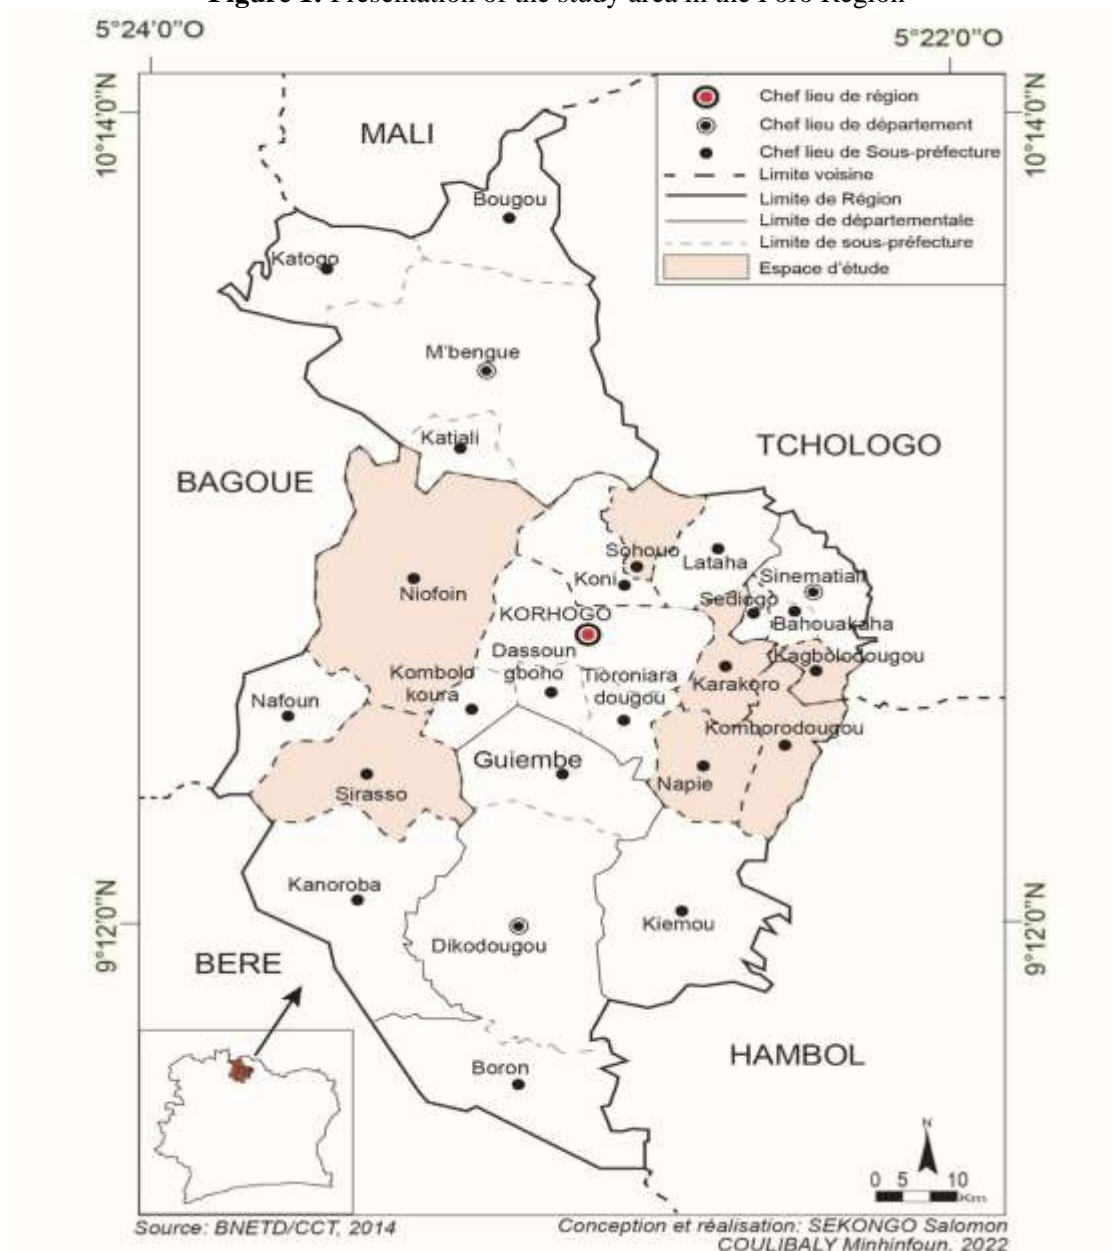 Figure 1: Presentation of the study area in the Poro Region
5°24'0"O
5°22'0"O
10°14'0"N
10°14'0"N
Chef lieu de région
Chef lieu de département
Chef lieu de Sous-préfecture
Limite voisine
Limite de Région
Limite de départementale
Limite de sous-préfecture
Espace d'étude
MALI
Bougou
Katogo
M'bengue
Katiali
TCHOLOGO
BAGOUE
Sohouo
Lataha
Koni
Sinematiali
Niofoin
Sediogo
KORHOGO
Bahouakaha
Dassoun
gboho
Kagbolodougou
Kombolo
koura
Tioroniara
dougou
Karakoro
Nafoun
Komborodougou
Guiembe
Napie
Sirasso
Kanoroba
Kiemou
Dikodougou
9°12'0"N
9°12'0"N
BERE
HAMBOL
Boron
N
0 5 10
Km
Source: BNETD/CCT, 2014
Conception et réalisation: SEKONGO Salomon
COULIBALY Minhinfoun, 2022